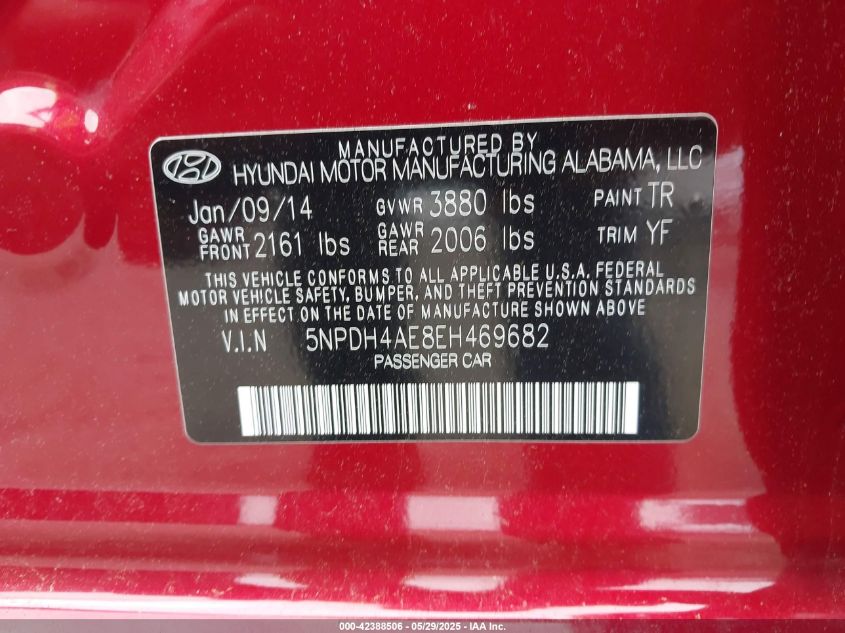 MANUFACTURED BY
HYUNDAI MOTOR MANUFACTURING ALABAMA, LLC
Jan/09/14 GVWR 3880 lbs PAINT TR
GAWR FRONT 2161 lbs GAWR REAR 2006 lbs TRIM YF
THIS VEHICLE CONFORMS TO ALL APPLICABLE U.S.A. FEDERAL
MOTOR VEHICLE SAFETY, BUMPER, AND THEFT PREVENTION STANDARDS
IN EFFECT ON THE DATE OF MANUFACTURE SHOWN ABOVE
V.I.N 5NPDH4AE8EH469682
PASSENGER CAR
000-42388506 - 05/29/2025 - IAA Inc.